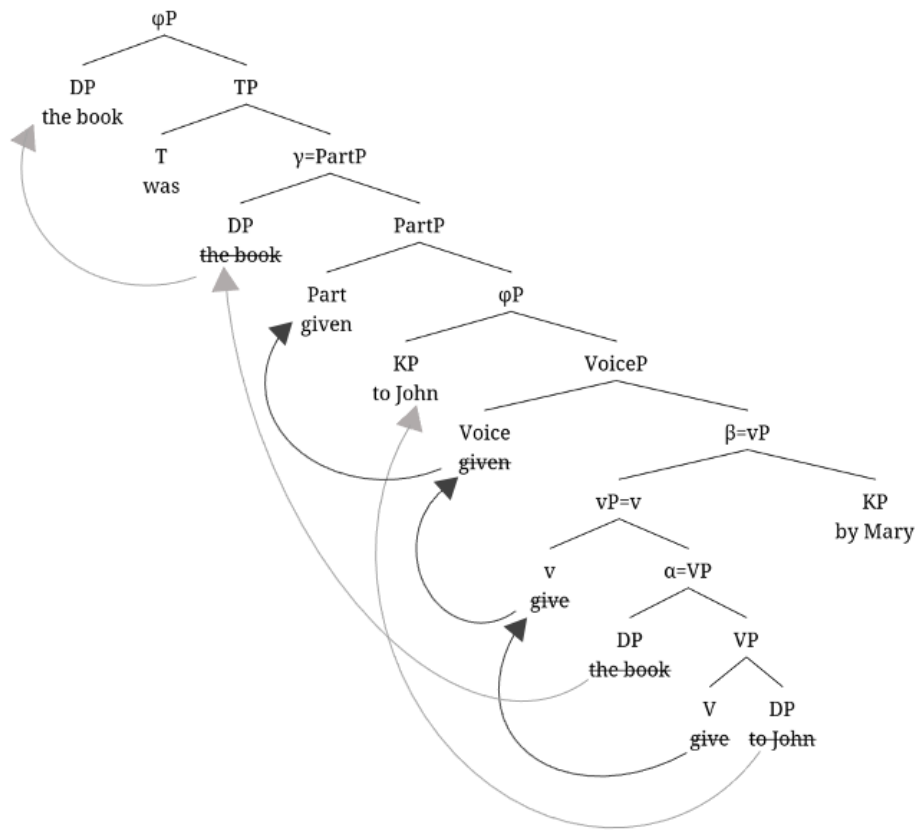 φP
DP TP
the book
T γ=PartP
was
DP PartP
the book
Part φP
given
KP VoiceP
to John
Voice β=vP
given
vP=v KP
by Mary
v α=VP
give
DP VP
the book
V DP
give to John